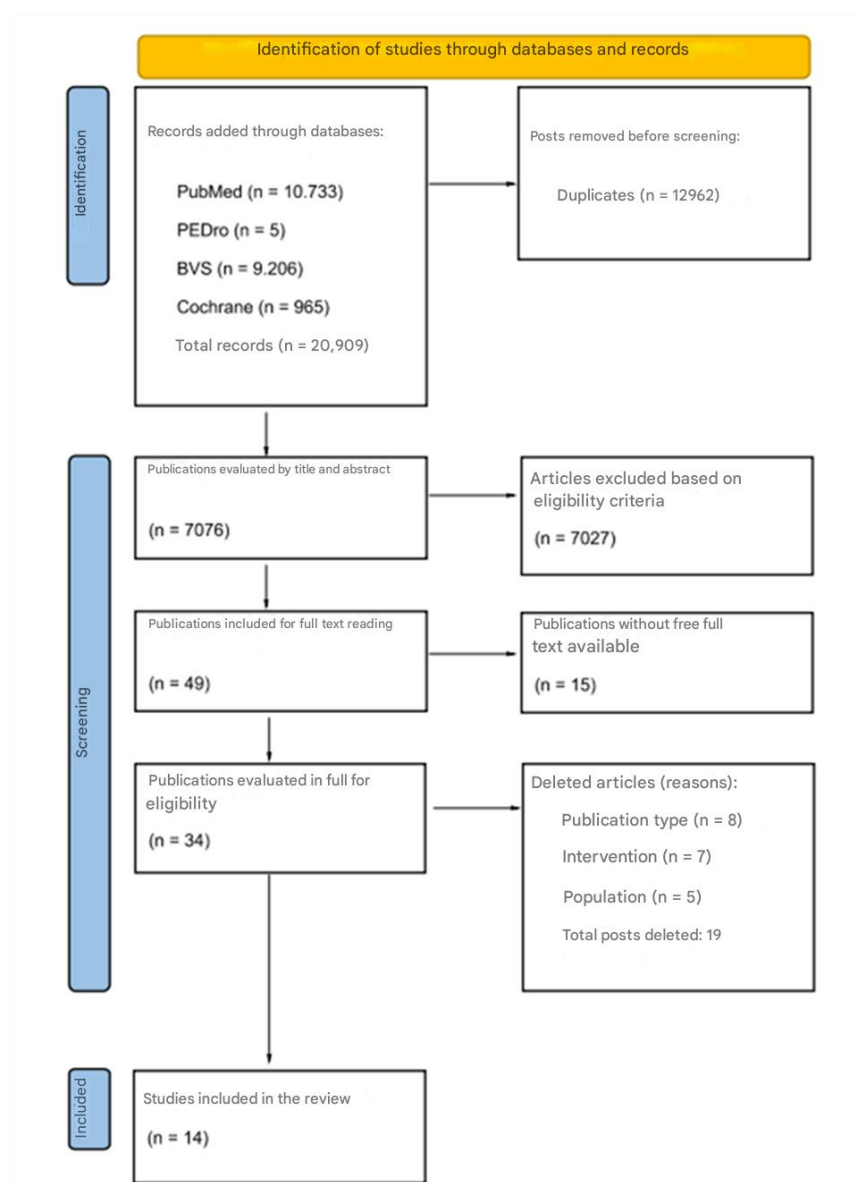 Identification of studies through databases and records
Identification
Records added through databases:
PubMed (n = 10.733)
PEDro (n = 5)
BVS (n = 9.206)
Cochrane (n = 965)
Total records (n = 20,909)
Posts removed before screening:
Duplicates (n = 12962)
Screening
Publications evaluated by title and abstract
(n = 7076)
Articles excluded based on
eligibility criteria
(n = 7027)
Publications included for full text reading
(n = 49)
Publications without free full
text available
(n = 15)
Publications evaluated in full for
eligibility
(n = 34)
Deleted articles (reasons):
Publication type (n = 8)
Intervention (n = 7)
Population (n = 5)
Total posts deleted: 19
Included
Studies included in the review
(n = 14)